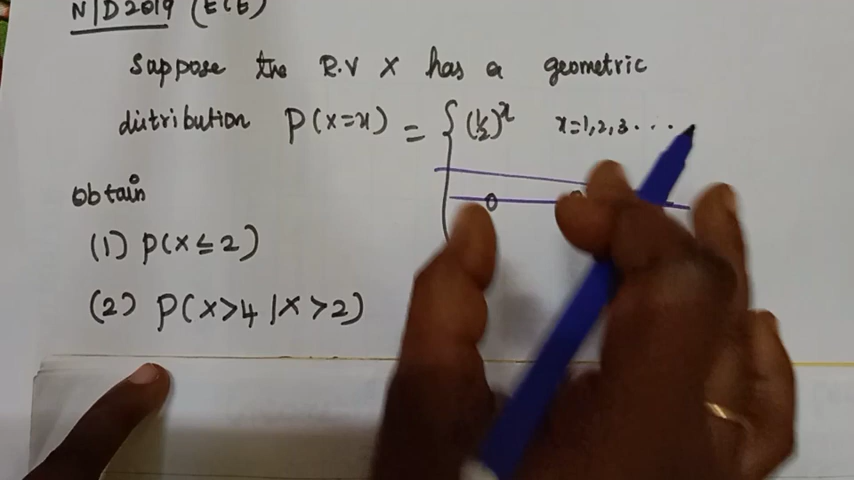 N/D 2019 (ECE)
Suppose the R.V X has a geometric
distribution P(x=x) = { (1/2)^x x=1,2,3....
0
Obtain
(1) P(x≤2)
(2) P(x>4 | x>2)